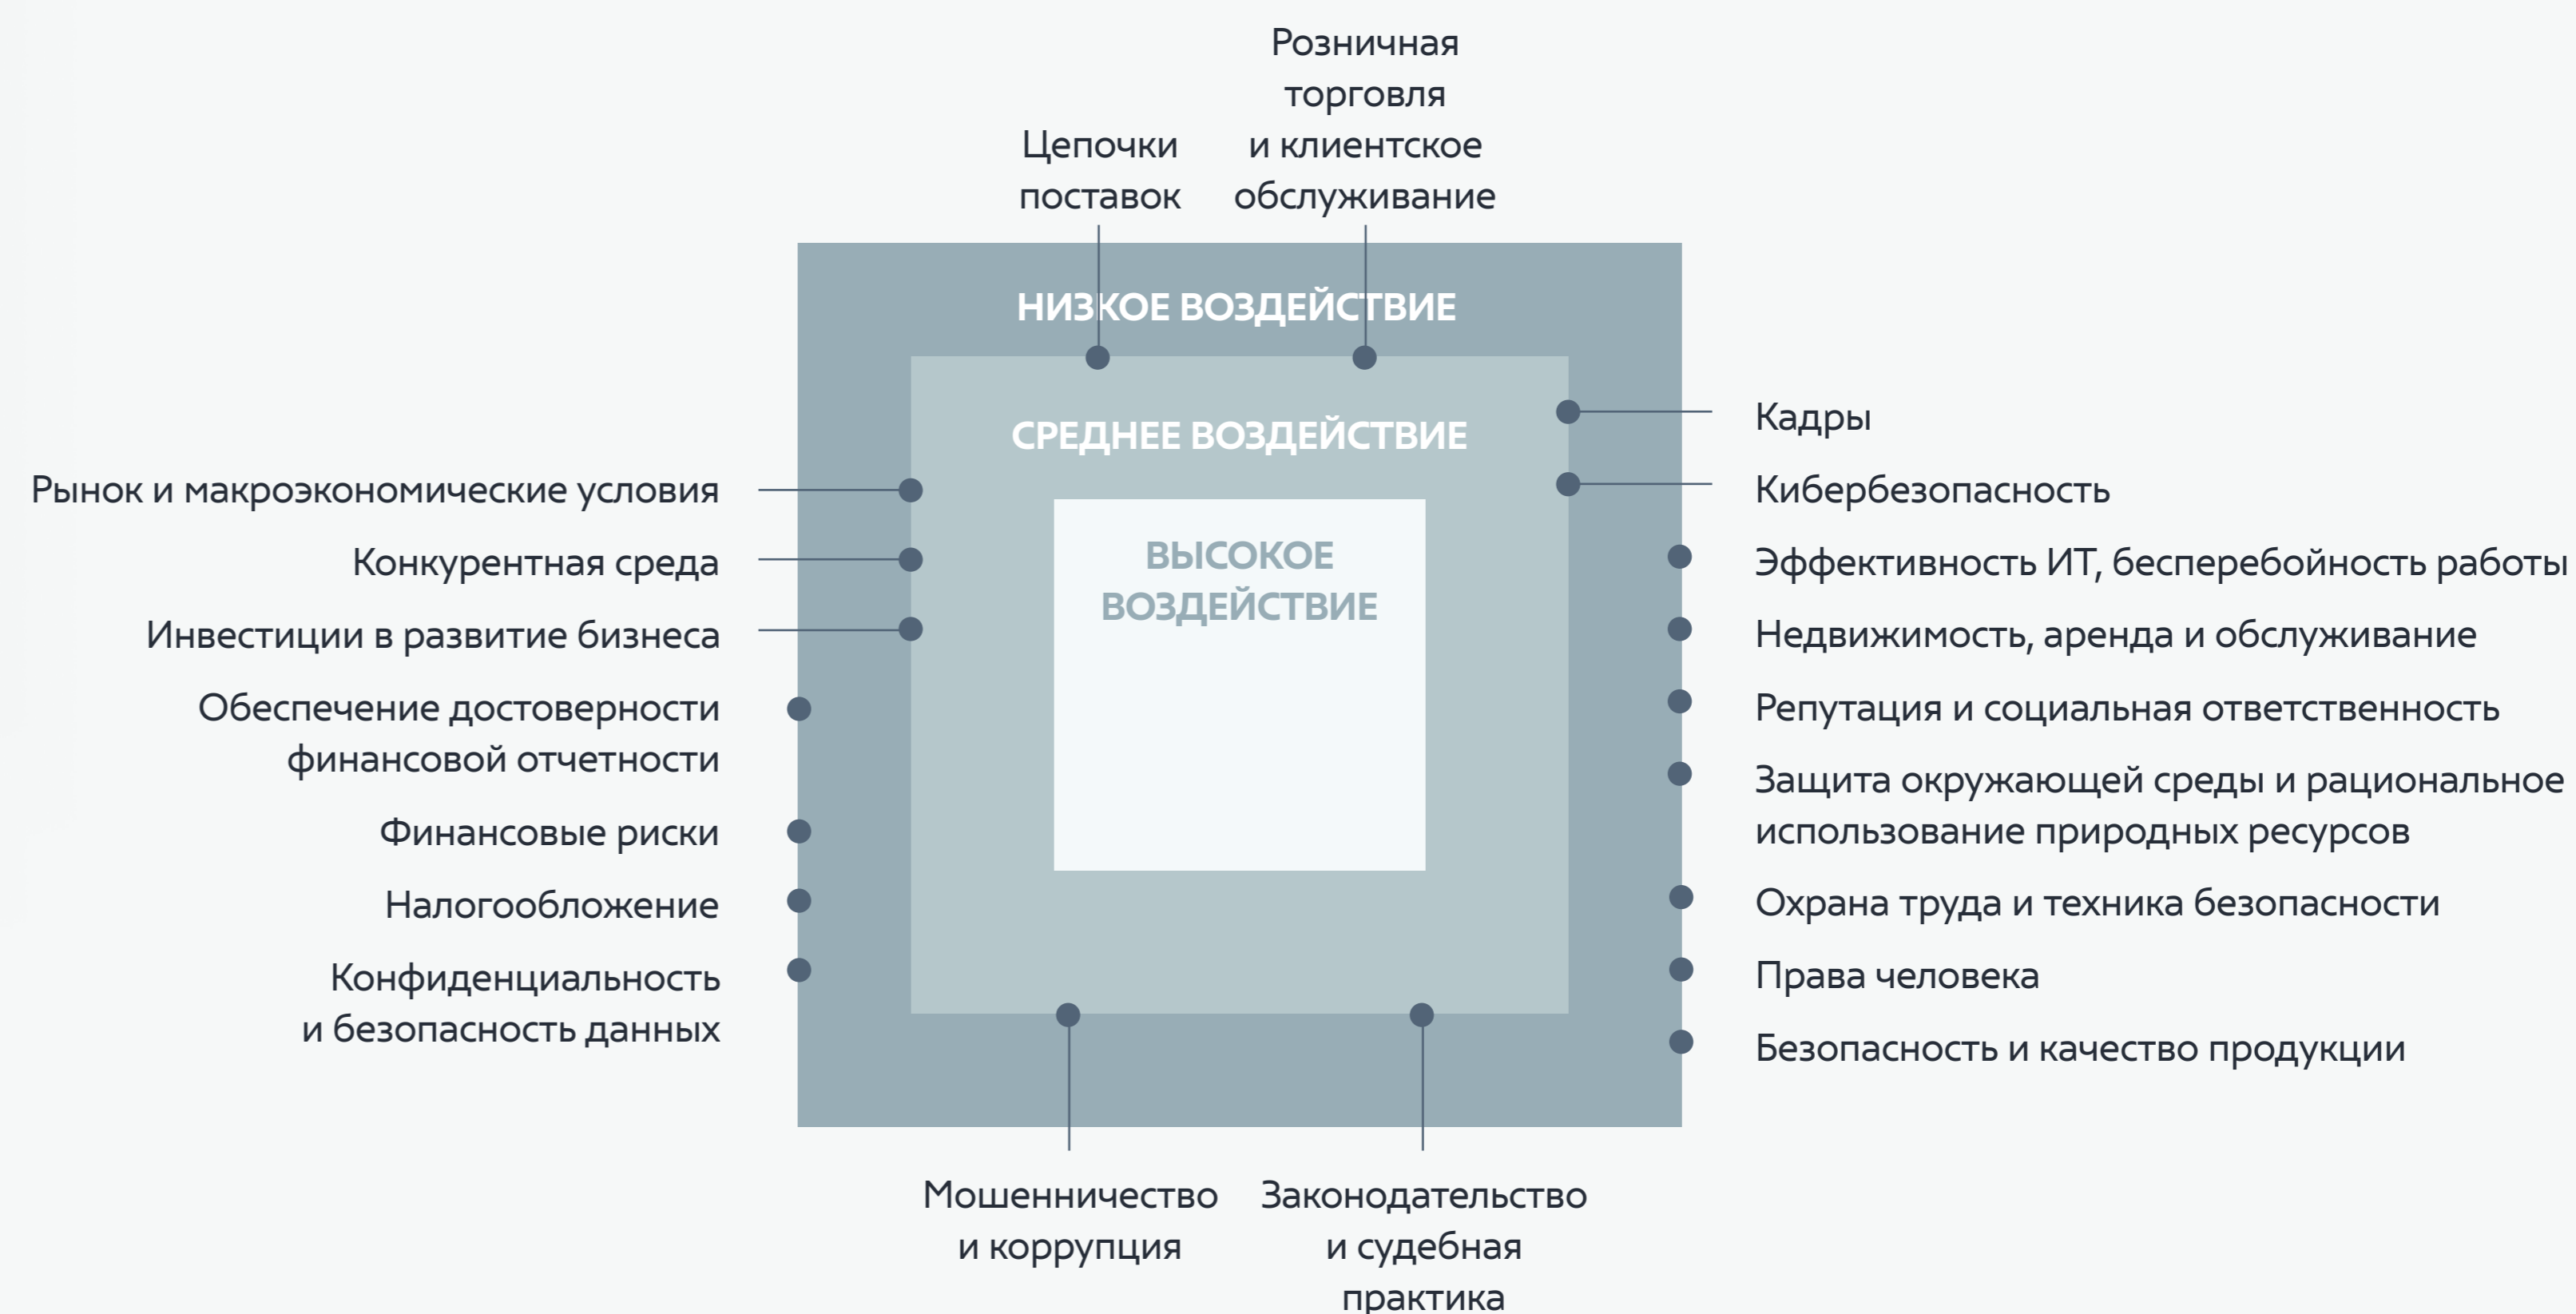 Розничная
торговля
и клиентское
обслуживание
Цепочки
поставок
НИЗКОЕ ВОЗДЕЙСТВИЕ
СРЕДНЕЕ ВОЗДЕЙСТВИЕ
ВЫСОКОЕ
ВОЗДЕЙСТВИЕ
Рынок и макроэкономические условия
Конкурентная среда
Инвестиции в развитие бизнеса
Обеспечение достоверности
финансовой отчетности
Финансовые риски
Налогообложение
Конфиденциальность
и безопасность данных
Кадры
Кибербезопасность
Эффективность ИТ, бесперебойность работы
Недвижимость, аренда и обслуживание
Репутация и социальная ответственность
Защита окружающей среды и рациональное
использование природных ресурсов
Охрана труда и техника безопасности
Права человека
Безопасность и качество продукции
Мошенничество
и коррупция
Законодательство
и судебная
практика